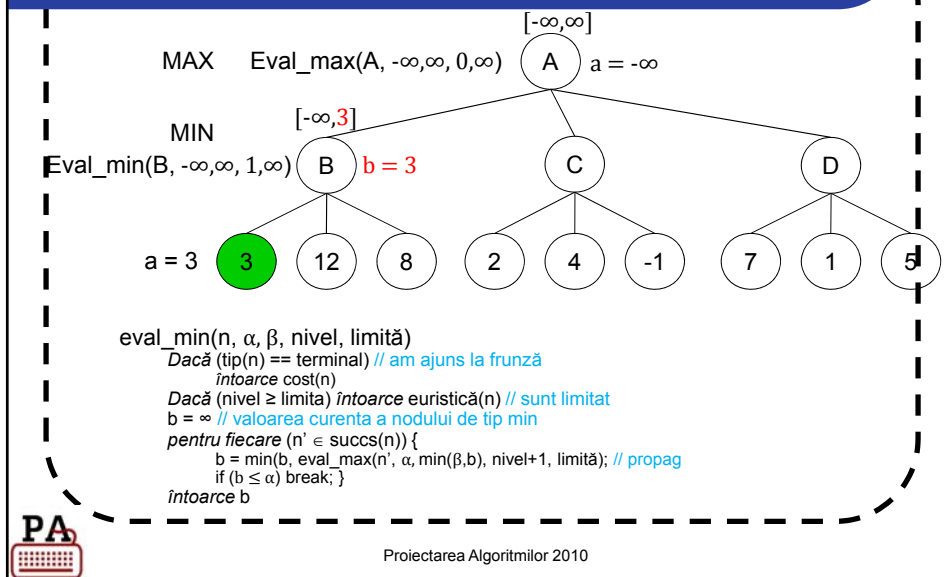 [-∞,∞]
MAX Eval_max(A, -∞,∞, 0,∞) A a = -∞
MIN [-∞,3]
Eval_min(B, -∞,∞, 1,∞) B b = 3 C D
a = 3 3 12 8 2 4 -1 7 1 5
eval_min(n, α, β, nivel, limită)
Dacă (tip(n) == terminal) // am ajuns la frunză
întoarce cost(n)
Dacă (nivel ≥ limita) întoarce euristică(n) // sunt limitat
b = ∞ // valoarea curenta a nodului de tip min
pentru fiecare (n' ∈ succs(n)) {
b = min(b, eval_max(n', α, min(β,b), nivel+1, limită); // propag
if (b ≤ α) break; }
întoarce b
PA
Proiectarea Algoritmilor 2010